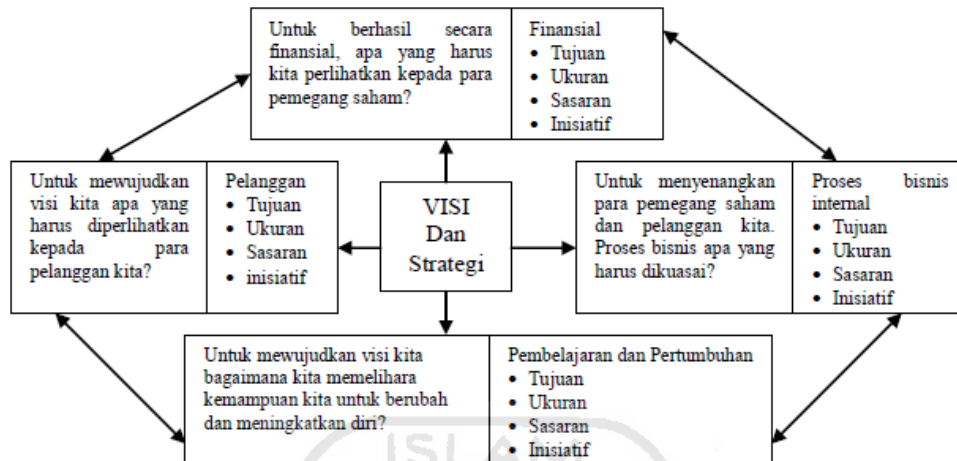 Untuk berhasil secara
finansial, apa yang harus
kita perlihatkan kepada para
pemegang saham?
Finansial
• Tujuan
• Ukuran
• Sasaran
• Inisiatif
Untuk mewujudkan
visi kita apa yang
harus diperlihatkan
kepada para
pelanggan kita?
Pelanggan
• Tujuan
• Ukuran
• Sasaran
• inisiatif
VISI
Dan
Strategi
Untuk menyenangkan
para pemegang saham
dan pelanggan kita.
Proses bisnis apa yang
harus dikuasai?
Proses bisnis
internal
• Tujuan
• Ukuran
• Sasaran
• Inisiatif
Untuk mewujudkan visi kita
bagaimana kita memelihara
kemampuan kita untuk berubah
dan meningkatkan diri?
Pembelajaran dan Pertumbuhan
• Tujuan
• Ukuran
• Sasaran
• Inisiatif
ISLAM